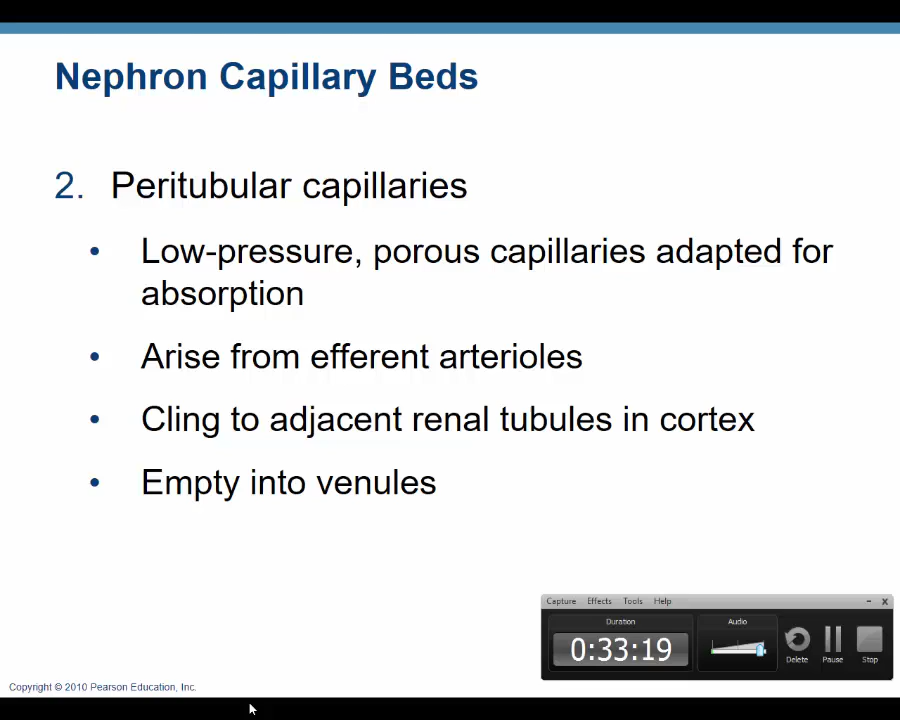 Nephron Capillary Beds
2. Peritubular capillaries
• Low-pressure, porous capillaries adapted for
absorption
• Arise from efferent arterioles
• Cling to adjacent renal tubules in cortex
• Empty into venules
Capture Effects Tools Help
Duration Audio
0:33:19
Delete Pause Stop
Copyright © 2010 Pearson Education, Inc.